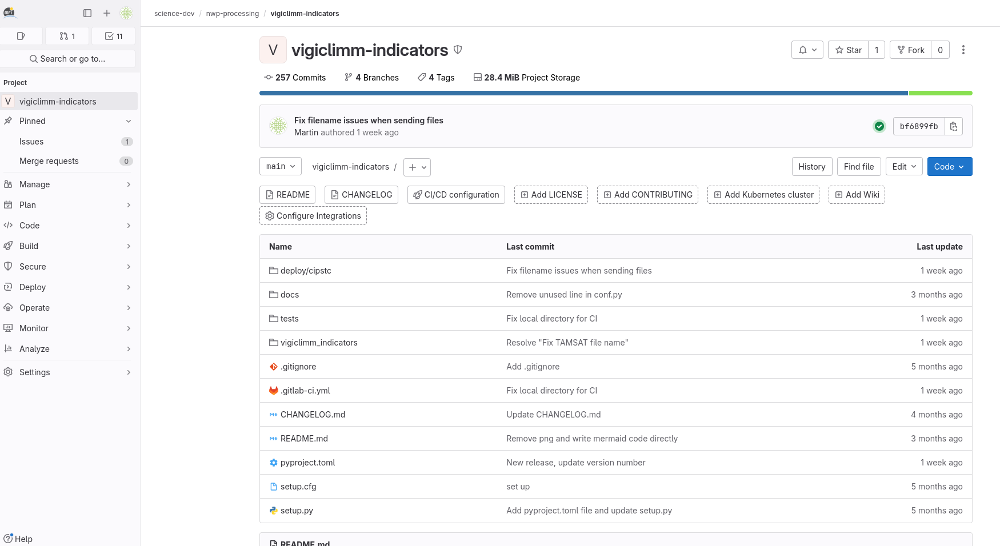 MFI
science-dev / nwp-processing / vigiclimm-indicators
1
11
Search or go to...
Project
V vigiclimm-indicators
Pinned
Issues 1
Merge requests 0
Manage
Plan
Code
Build
Secure
Deploy
Operate
Monitor
Analyze
Settings
Help
V vigiclimm-indicators
Star 1
Fork 0
257 Commits 4 Branches 4 Tags 28.4 MiB Project Storage
Fix filename issues when sending files
Martin authored 1 week ago
bf6899fb
main vigiclimm-indicators / +
History Find file Edit Code
README CHANGELOG CI/CD configuration Add LICENSE Add CONTRIBUTING Add Kubernetes cluster Add Wiki
Configure Integrations
Name Last commit Last update
deploy/cipstc Fix filename issues when sending files 1 week ago
docs Remove unused line in conf.py 3 months ago
tests Fix local directory for CI 1 week ago
vigiclimm_indicators Resolve "Fix TAMSAT file name" 1 week ago
.gitignore Add .gitignore 5 months ago
.gitlab-ci.yml Fix local directory for CI 1 week ago
CHANGELOG.md Update CHANGELOG.md 4 months ago
README.md Remove png and write mermaid code directly 3 months ago
pyproject.toml New release, update version number 1 week ago
setup.cfg set up 5 months ago
setup.py Add pyproject.toml file and update setup.py 5 months ago
README.md